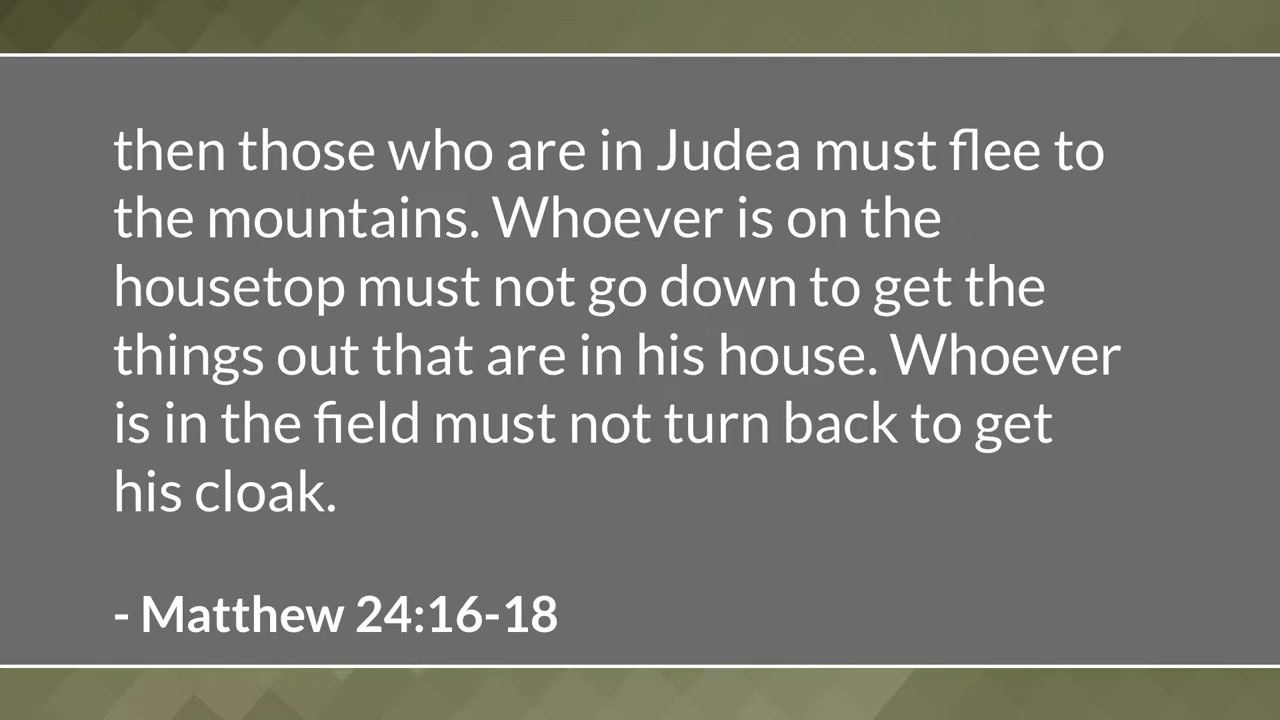 then those who are in Judea must flee to
the mountains. Whoever is on the
housetop must not go down to get the
things out that are in his house. Whoever
is in the field must not turn back to get
his cloak.
- Matthew 24:16-18